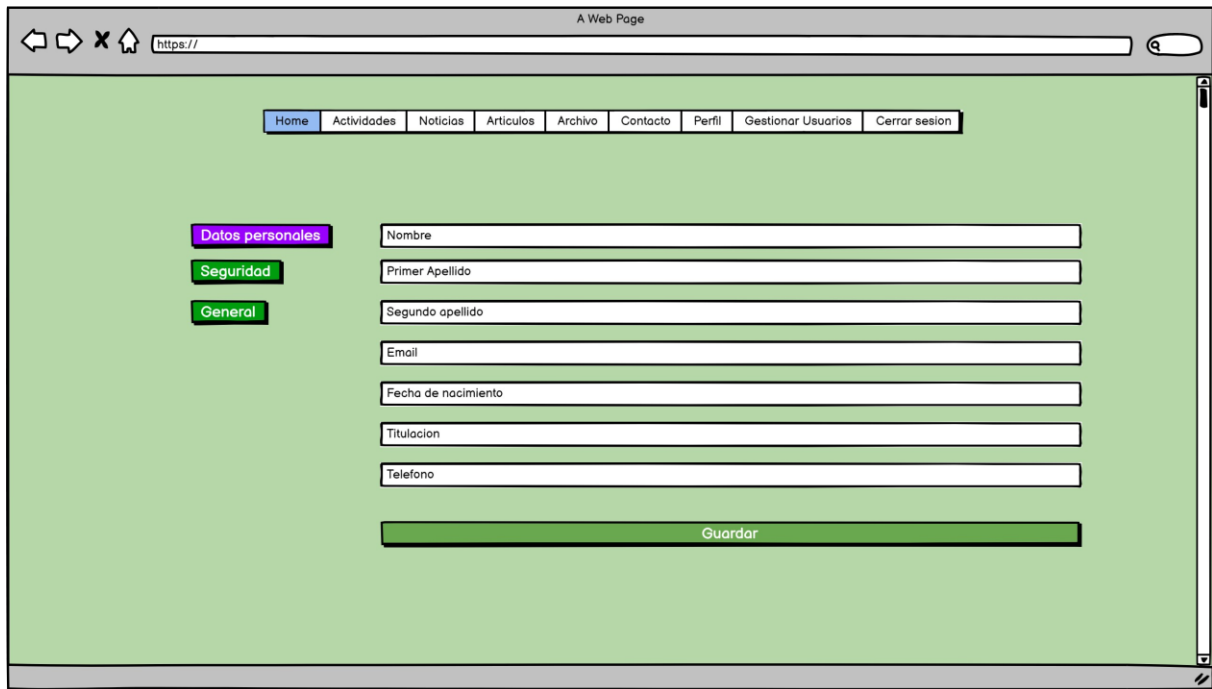 A Web Page
https://
Home Actividades Noticias Articulos Archivo Contacto Perfil Gestionar Usuarios Cerrar sesion
Datos personales
Nombre
Seguridad
Primer Apellido
General
Segundo apellido
Email
Fecha de nacimiento
Titulacion
Telefono
Guardar